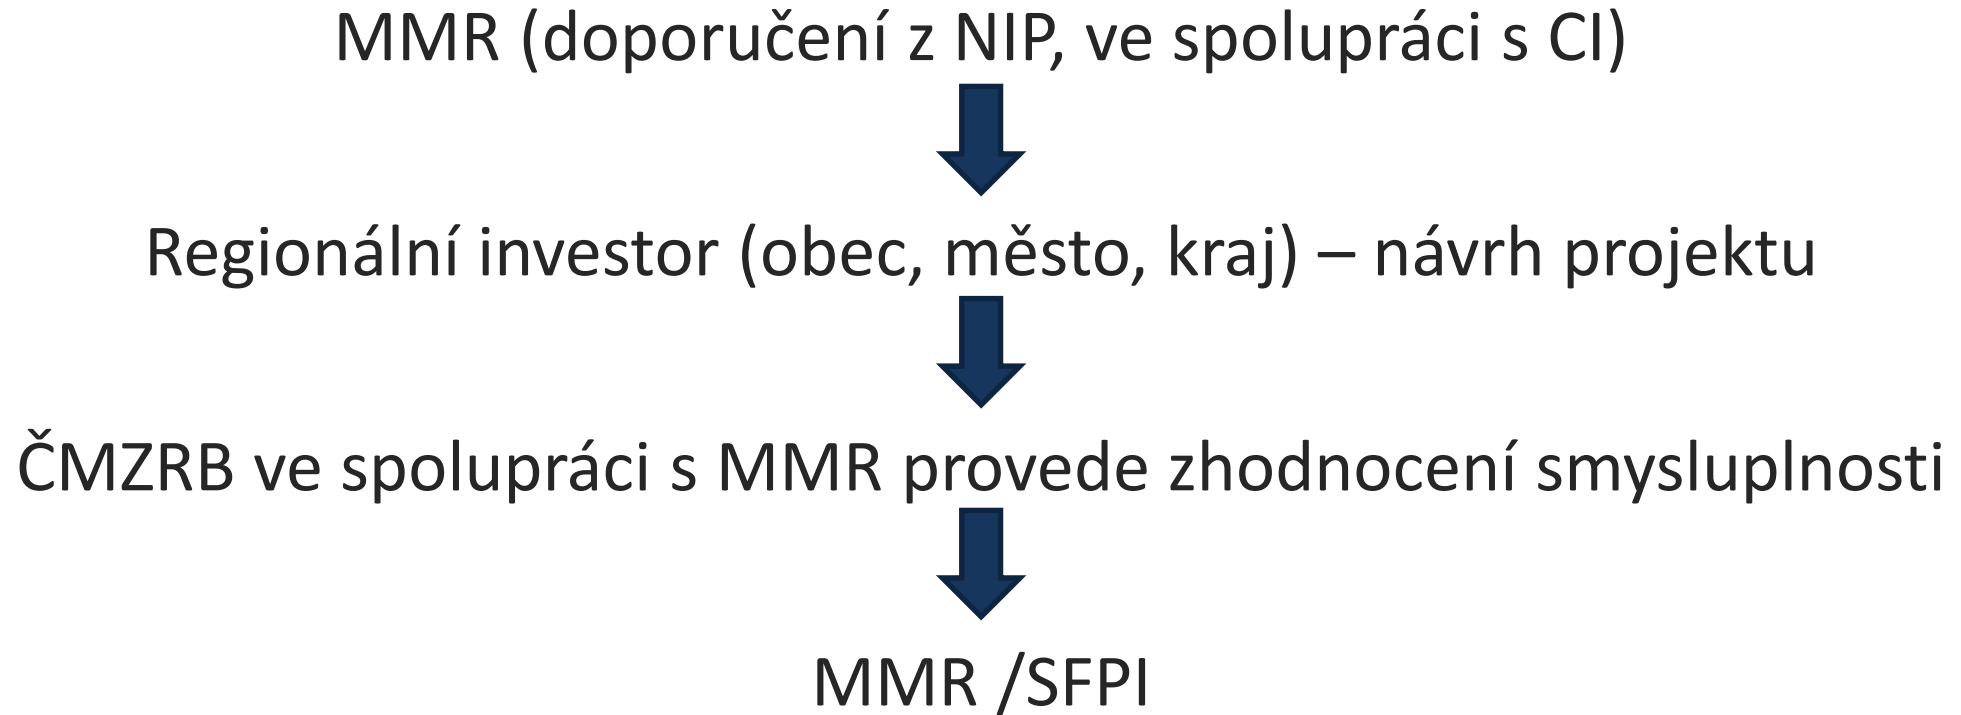 MMR (doporučení z NIP, ve spolupráci s CI)
Regionální investor (obec, město, kraj) – návrh projektu
ČMZRB ve spolupráci s MMR provede zhodnocení smysluplnosti
MMR /SFPI